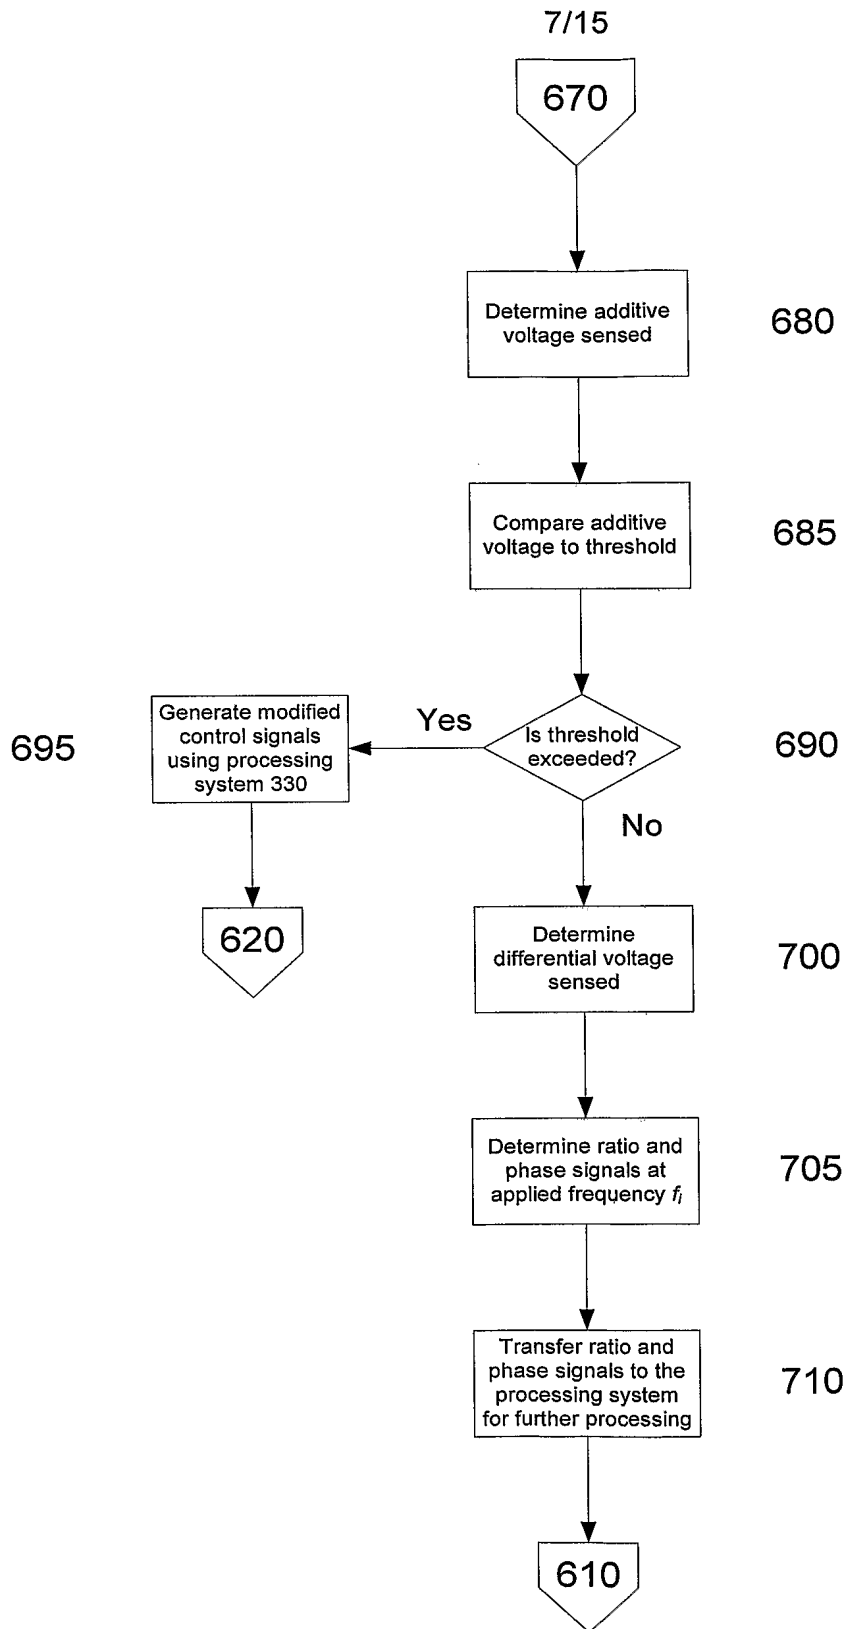 7/15
670
Determine additive
voltage sensed
680
Compare additive
voltage to threshold
685
Is threshold
exceeded?
690
Yes
Generate modified
control signals
using processing
system 330
695
620
No
Determine
differential voltage
sensed
700
Determine ratio and
phase signals at
applied frequency fi
705
Transfer ratio and
phase signals to the
processing system
for further processing
710
610